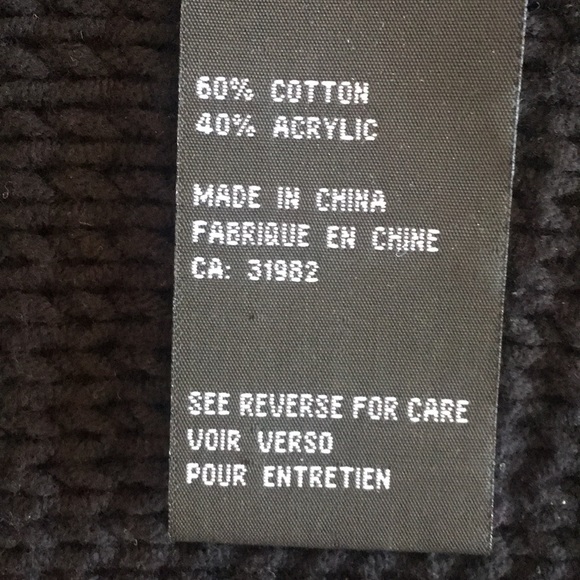 60% COTTON
40% ACRYLIC
MADE IN CHINA
FABRIQUE EN CHINE
CA: 31982
SEE REVERSE FOR CARE
VOIR VERSO
POUR ENTRETIEN